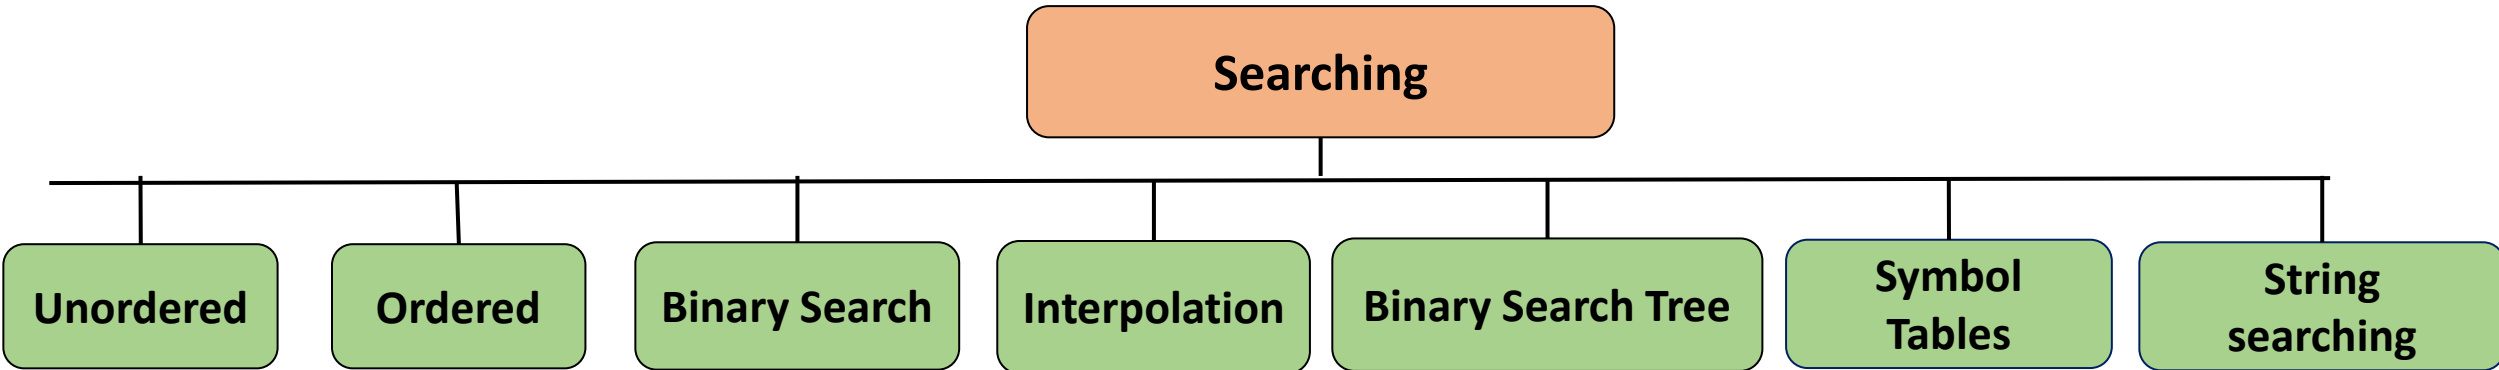 Searching
Unordered
Ordered
Binary Search
Interpolation
Binary Search Tree
Symbol
Tables
String
searching